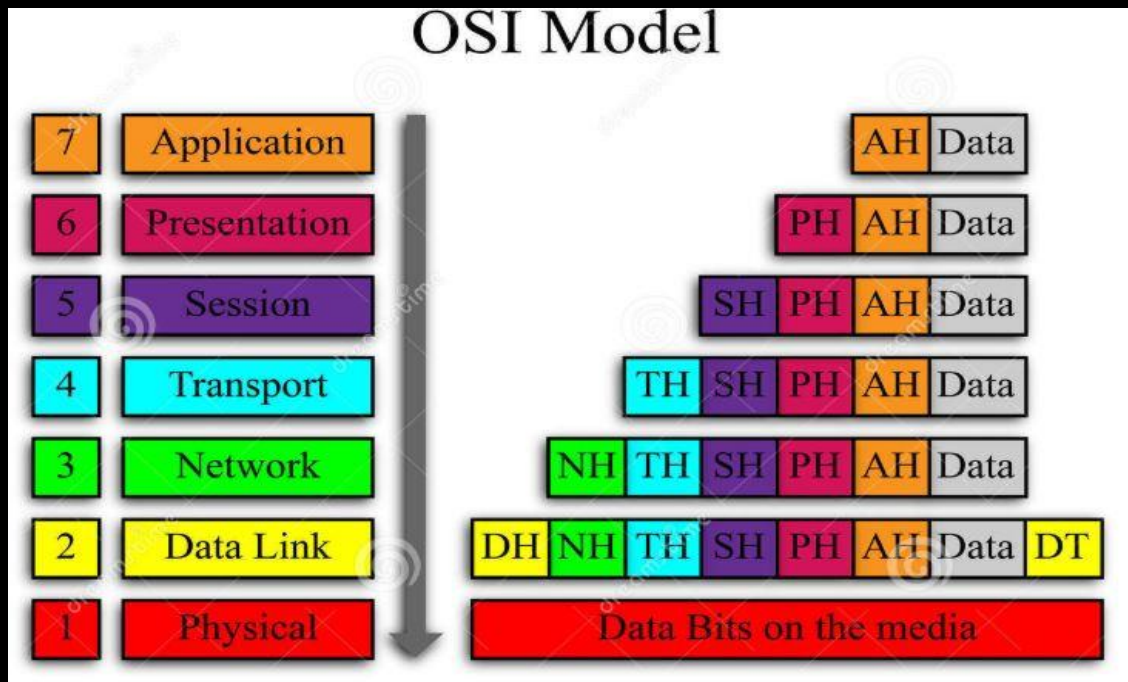 OSI Model
7 Application AH Data
6 Presentation PH AH Data
5 Session SH PH AH Data
4 Transport TH SH PH AH Data
3 Network NH TH SH PH AH Data
2 Data Link DH NH TH SH PH AH Data DT
1 Physical Data Bits on the media